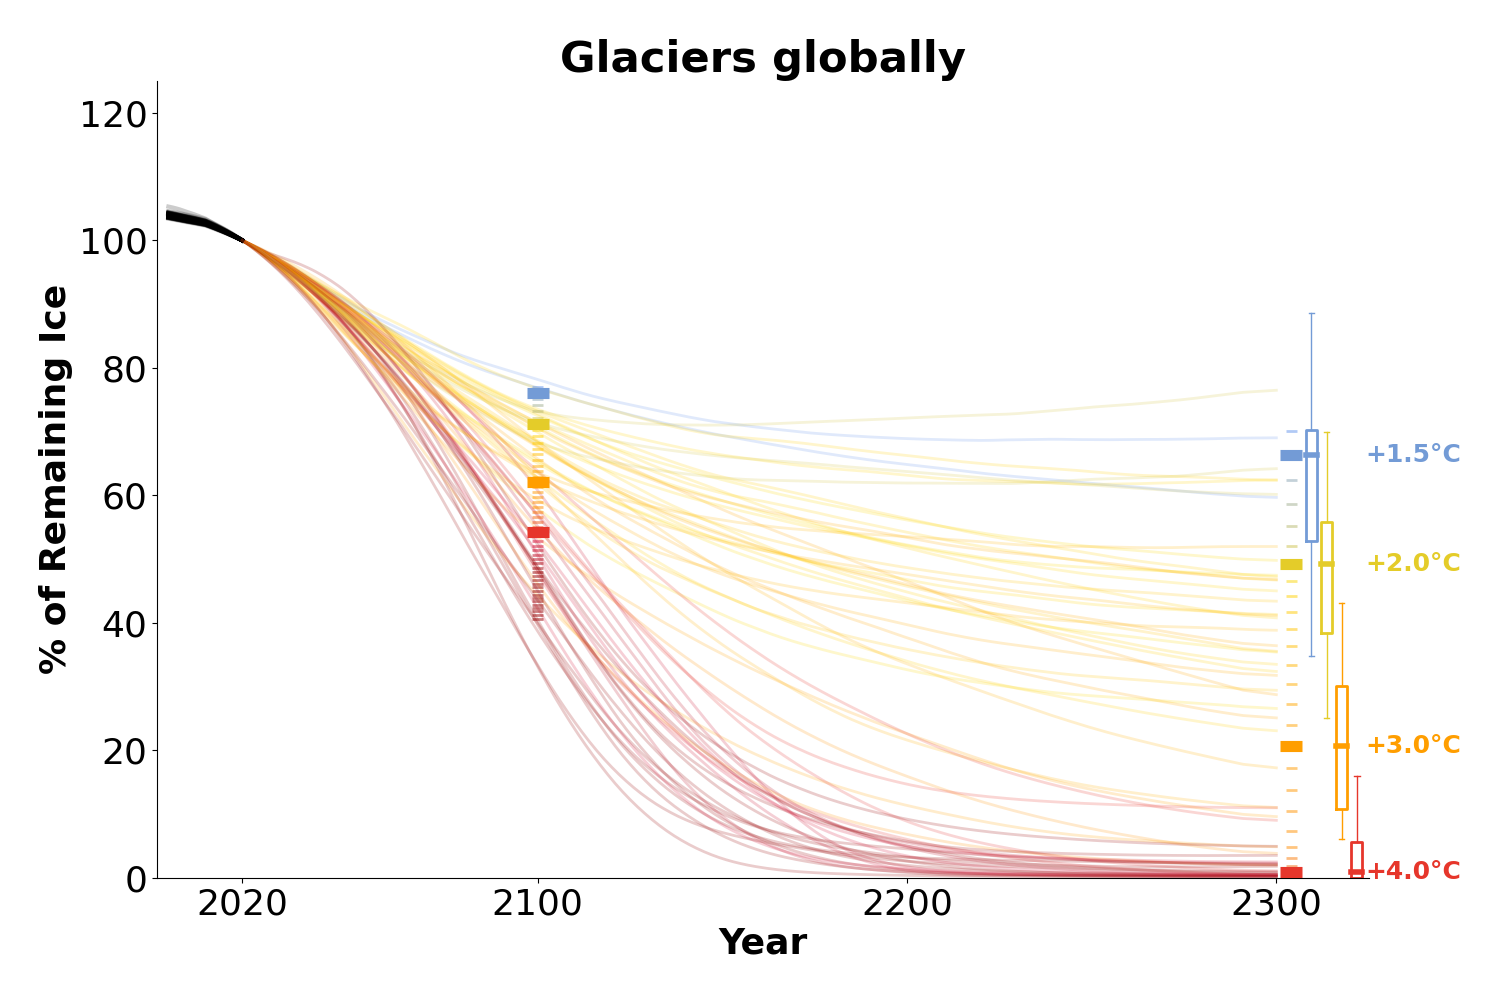 Glaciers globally
% of Remaining Ice
120
100
80
60
40
20
0
+1.5°C
+2.0°C
+3.0°C
+4.0°C
2020 2100 2200 2300
Year